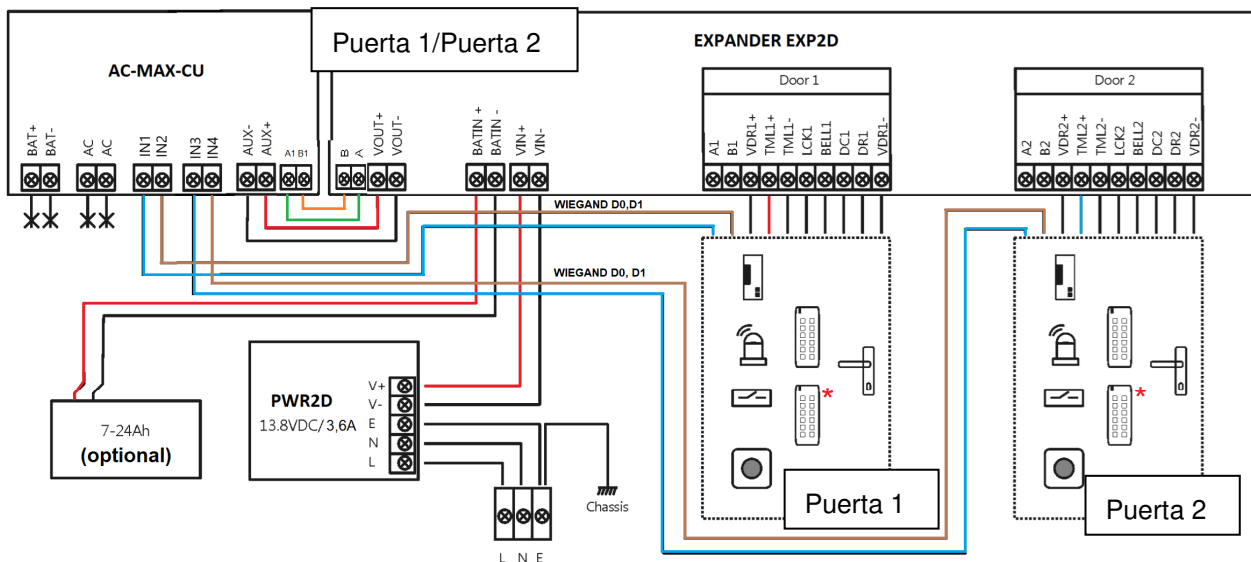 Puerta 1/Puerta 2
EXPANDER EXP2D
AC-MAX-CU
Door 1
Door 2
BAT+
BAT-
AC
AC
IN1
IN2
IN3
IN4
AUX-
AUX+
A1 B1
B
A
VOUT+
VOUT-
BATIN +
BATIN -
VIN+
VIN-
A1
B1
VDR1+
TML1+
TML1-
LCK1
BELL1
DC1
DR1
VDR1-
A2
B2
VDR2+
TML2+
TML2-
LCK2
BELL2
DC2
DR2
VDR2-
WIEGAND D0,D1
WIEGAND D0, D1
PWR2D
13.8VDC/ 3,6A
V+
V-
E
N
L
7-24Ah
(optional)
Chassis
L N E
*
Puerta 1
*
Puerta 2